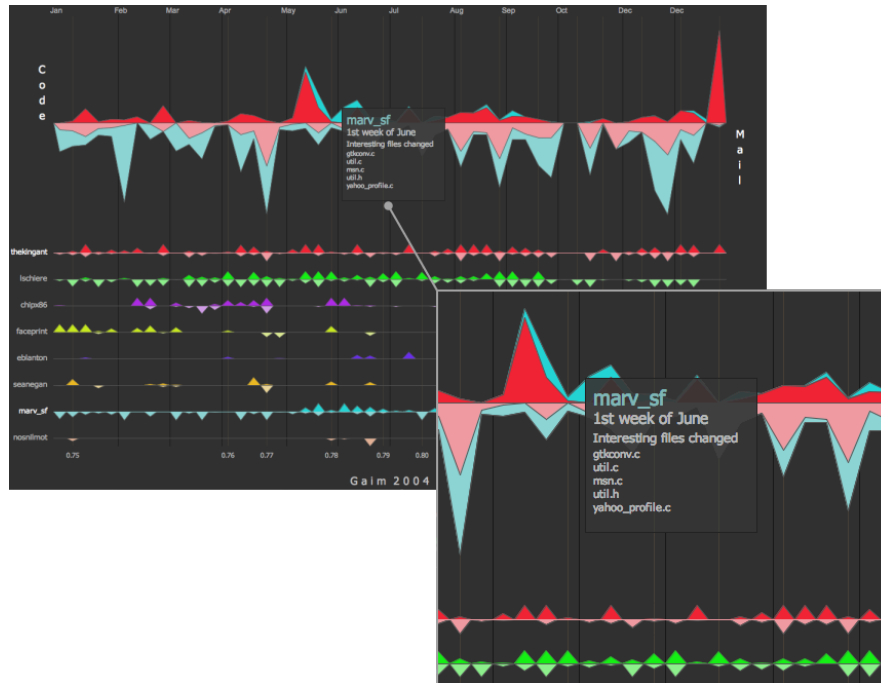 Jan Feb Mar Apr May Jun Jul Aug Sep Oct Dec Dec
Code
Mail
marv_sf
1st week of June
Interesting files changed
gtkconv.c
util.c
msn.c
util.h
yahoo_profile.c
thekingant
lschiere
chipx86
faceprint
eblanton
seanegan
marv_sf
nosnilmot
0.75 0.76 0.77 0.78 0.79 0.80
Gaim 2004
marv_sf
1st week of June
Interesting files changed
gtkconv.c
util.c
msn.c
util.h
yahoo_profile.c